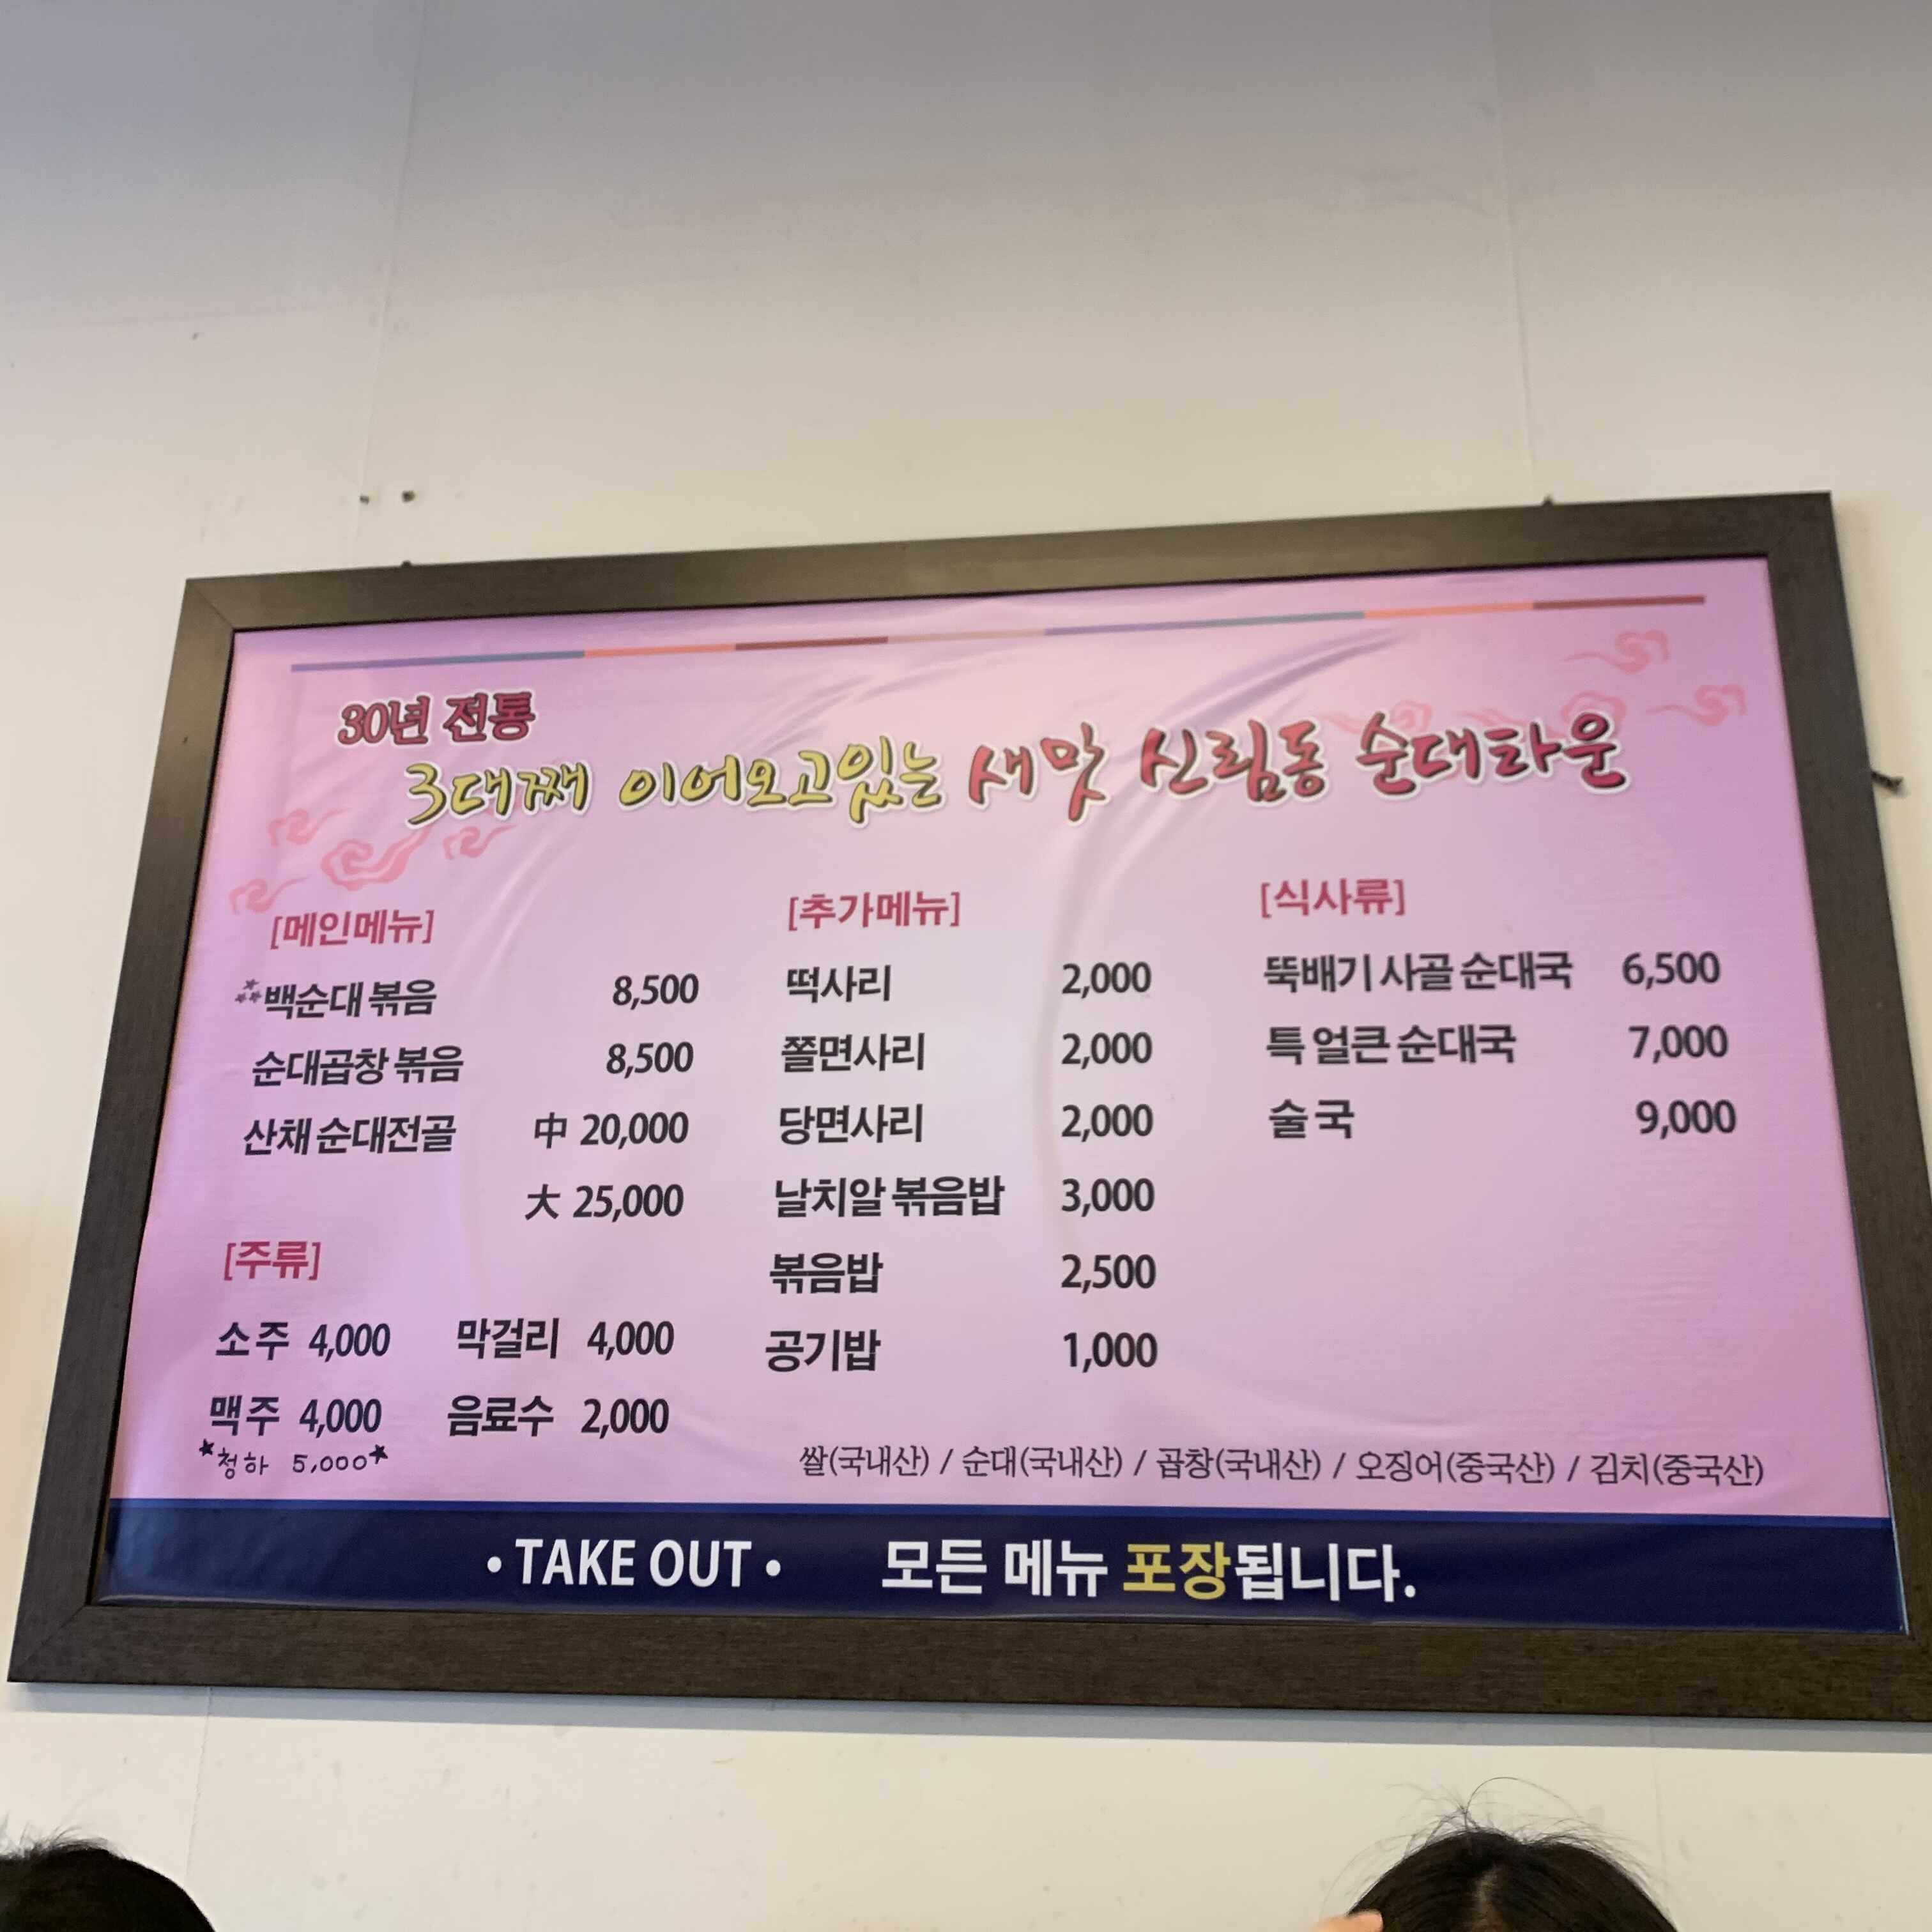 30년 전통
3대째 이어오고있는 새맛 신림동 순대타운
[메인메뉴]
백순대 볶음 8,500
순대곱창 볶음 8,500
산채 순대전골 中 20,000
大 25,000
[주류]
소주 4,000 막걸리 4,000
맥주 4,000 음료수 2,000
*청하 5,000*
[추가메뉴]
떡사리 2,000
쫄면사리 2,000
당면사리 2,000
날치알 볶음밥 3,000
볶음밥 2,500
공기밥 1,000
[식사류]
뚝배기 사골 순대국 6,500
특 얼큰 순대국 7,000
술국 9,000
쌀(국내산) / 순대(국내산) / 곱창(국내산) / 오징어(중국산) / 김치(중국산)
• TAKE OUT • 모든 메뉴 포장됩니다.